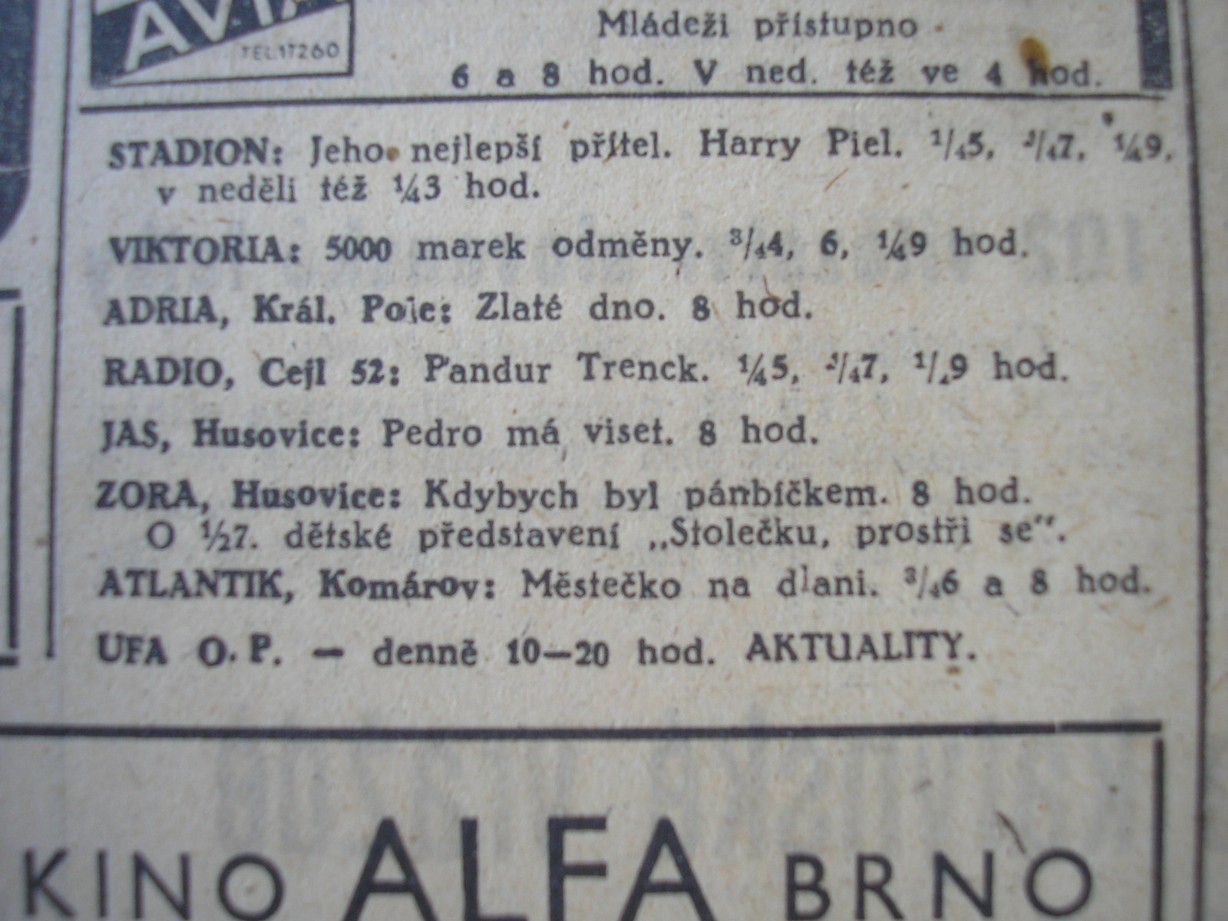 AVIA
TEL.17260
Mládeži přístupno
6 a 8 hod. V ned. též ve 4 hod.
STADION: Jeho nejlepší přítel. Harry Piel. ¼5, ¾7, ¼9,
v neděli též ¼3 hod.
VIKTORIA: 5000 marek odměny. ¾4, 6, ¼9 hod.
ADRIA, Král. Pole: Zlaté dno. 8 hod.
RADIO, Cejl 52: Pandur Trenck. ¼5, ¾7, ¼9 hod.
JAS, Husovice: Pedro má viset. 8 hod.
ZORA, Husovice: Kdybych byl pánbíčkem. 8 hod.
O ½7. dětské představení „Stolečku, prostři se".
ATLANTIK, Komárov: Městečko na dlani. ¾6 a 8 hod.
UFA O. P. — denně 10—20 hod. AKTUALITY.
KINO ALFA BRNO